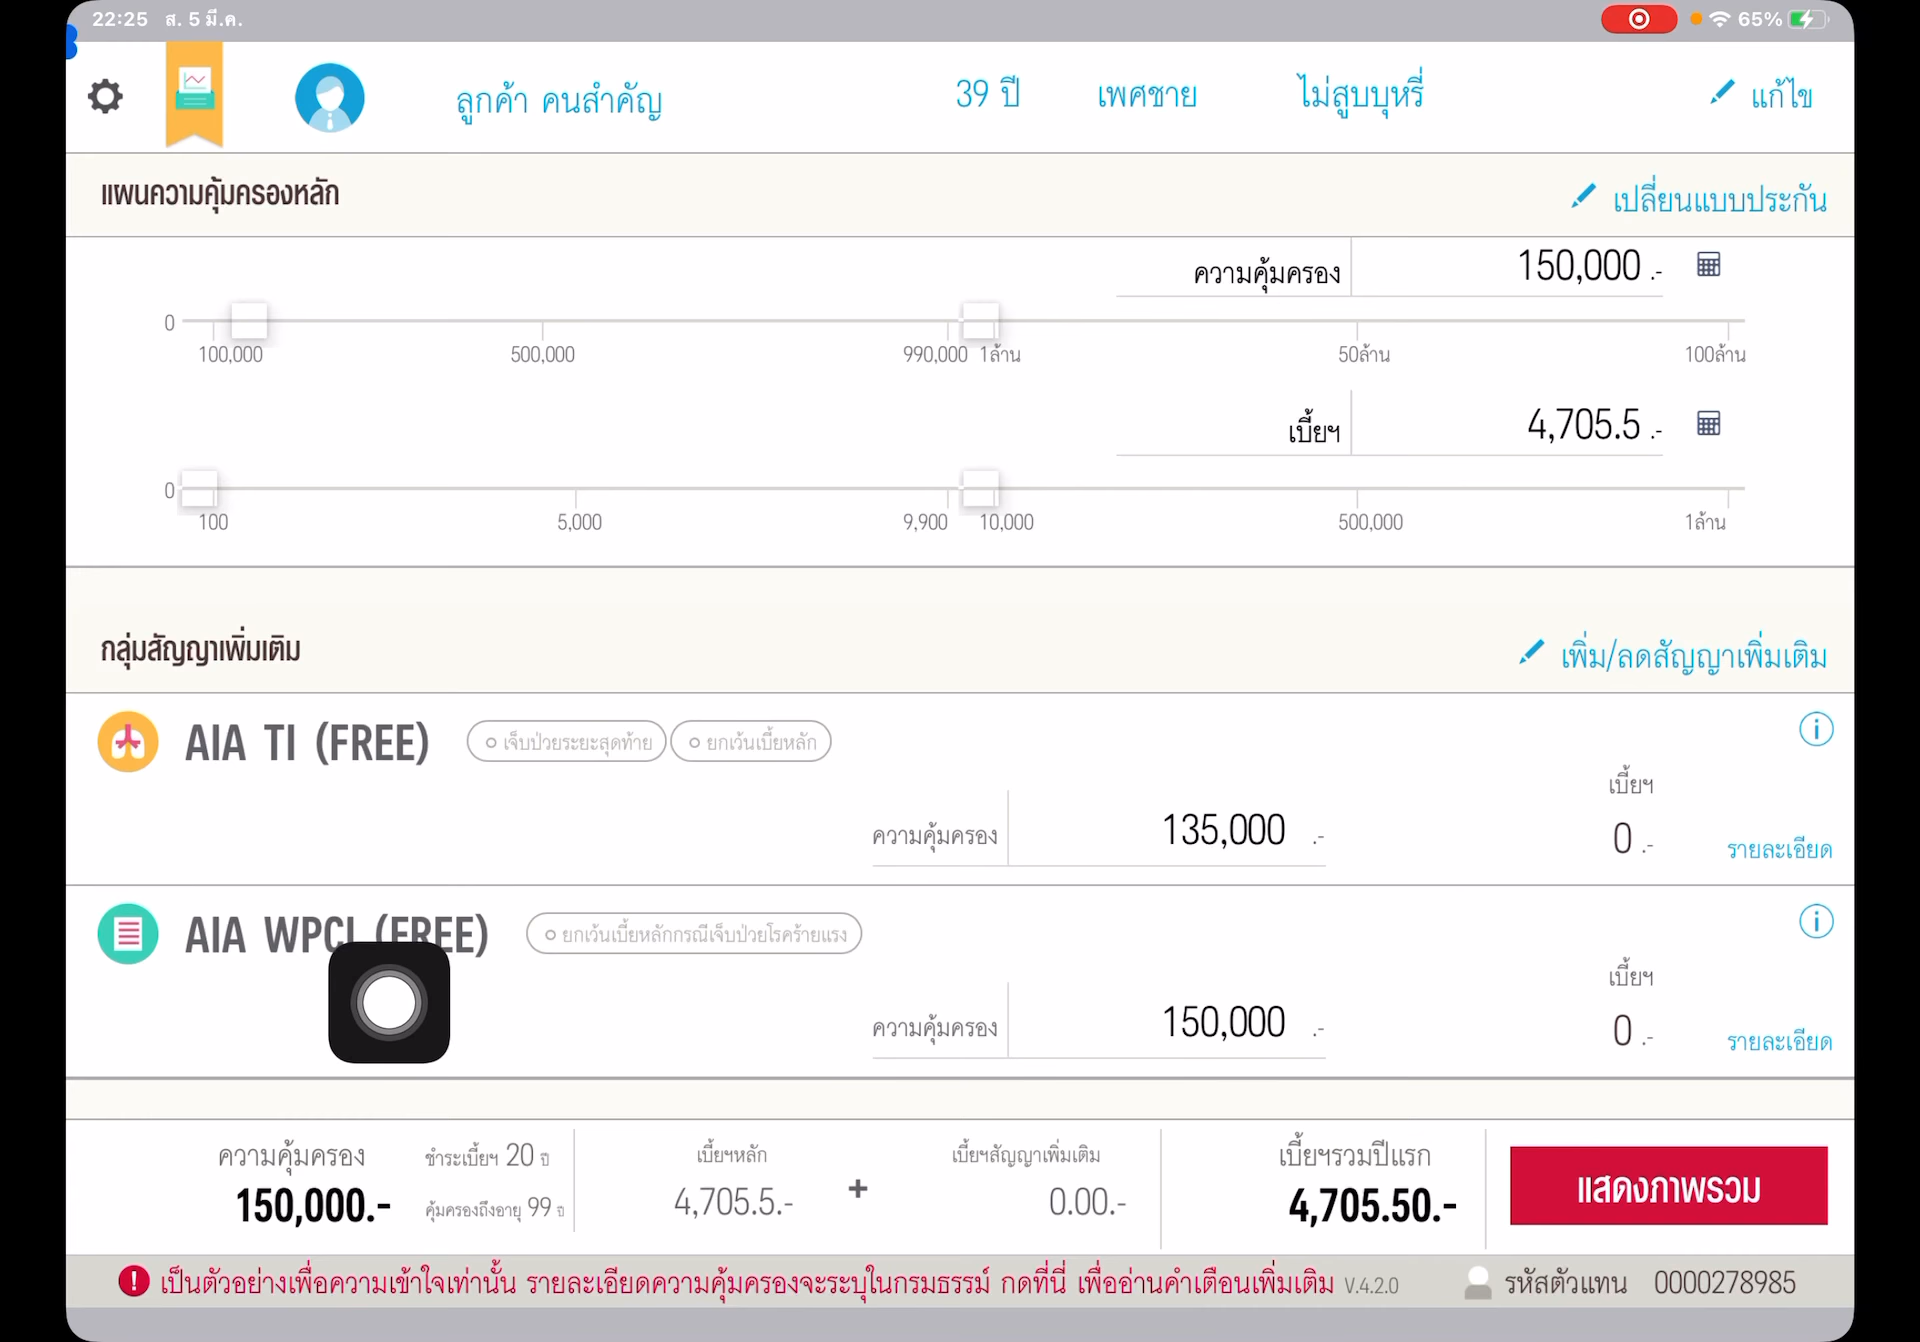 22:25 ส. 5 มี.ค. 65%
ลูกค้า คนสำคัญ 39 ปี เพศชาย ไม่สูบบุหรี่ แก้ไข
แผนความคุ้มครองหลัก เปลี่ยนแบบประกัน
ความคุ้มครอง 150,000 .-
0 100,000 500,000 990,000 1ล้าน 50ล้าน 100ล้าน
เบี้ยฯ 4,705.5 .-
0 100 5,000 9,900 10,000 500,000 1ล้าน
กลุ่มสัญญาเพิ่มเติม เพิ่ม/ลดสัญญาเพิ่มเติม
AIA TI (FREE) เจ็บป่วยระยะสุดท้าย ยกเว้นเบี้ยหลัก
เบี้ยฯ
ความคุ้มครอง 135,000 .- 0 .- รายละเอียด
AIA WPCI (FREE) ยกเว้นเบี้ยหลักกรณีเจ็บป่วยโรคร้ายแรง
เบี้ยฯ
ความคุ้มครอง 150,000 .- 0 .- รายละเอียด
ความคุ้มครอง ชำระเบี้ยฯ 20 ปี เบี้ยฯหลัก เบี้ยฯสัญญาเพิ่มเติม เบี้ยฯรวมปีแรก แสดงภาพรวม
150,000.- คุ้มครองถึงอายุ 99 ปี 4,705.5.- + 0.00.- 4,705.50.-
เป็นตัวอย่างเพื่อความเข้าใจเท่านั้น รายละเอียดความคุ้มครองจะระบุในกรมธรรม์ กดที่นี่ เพื่ออ่านคำเตือนเพิ่มเติม V.4.2.0 รหัสตัวแทน 0000278985